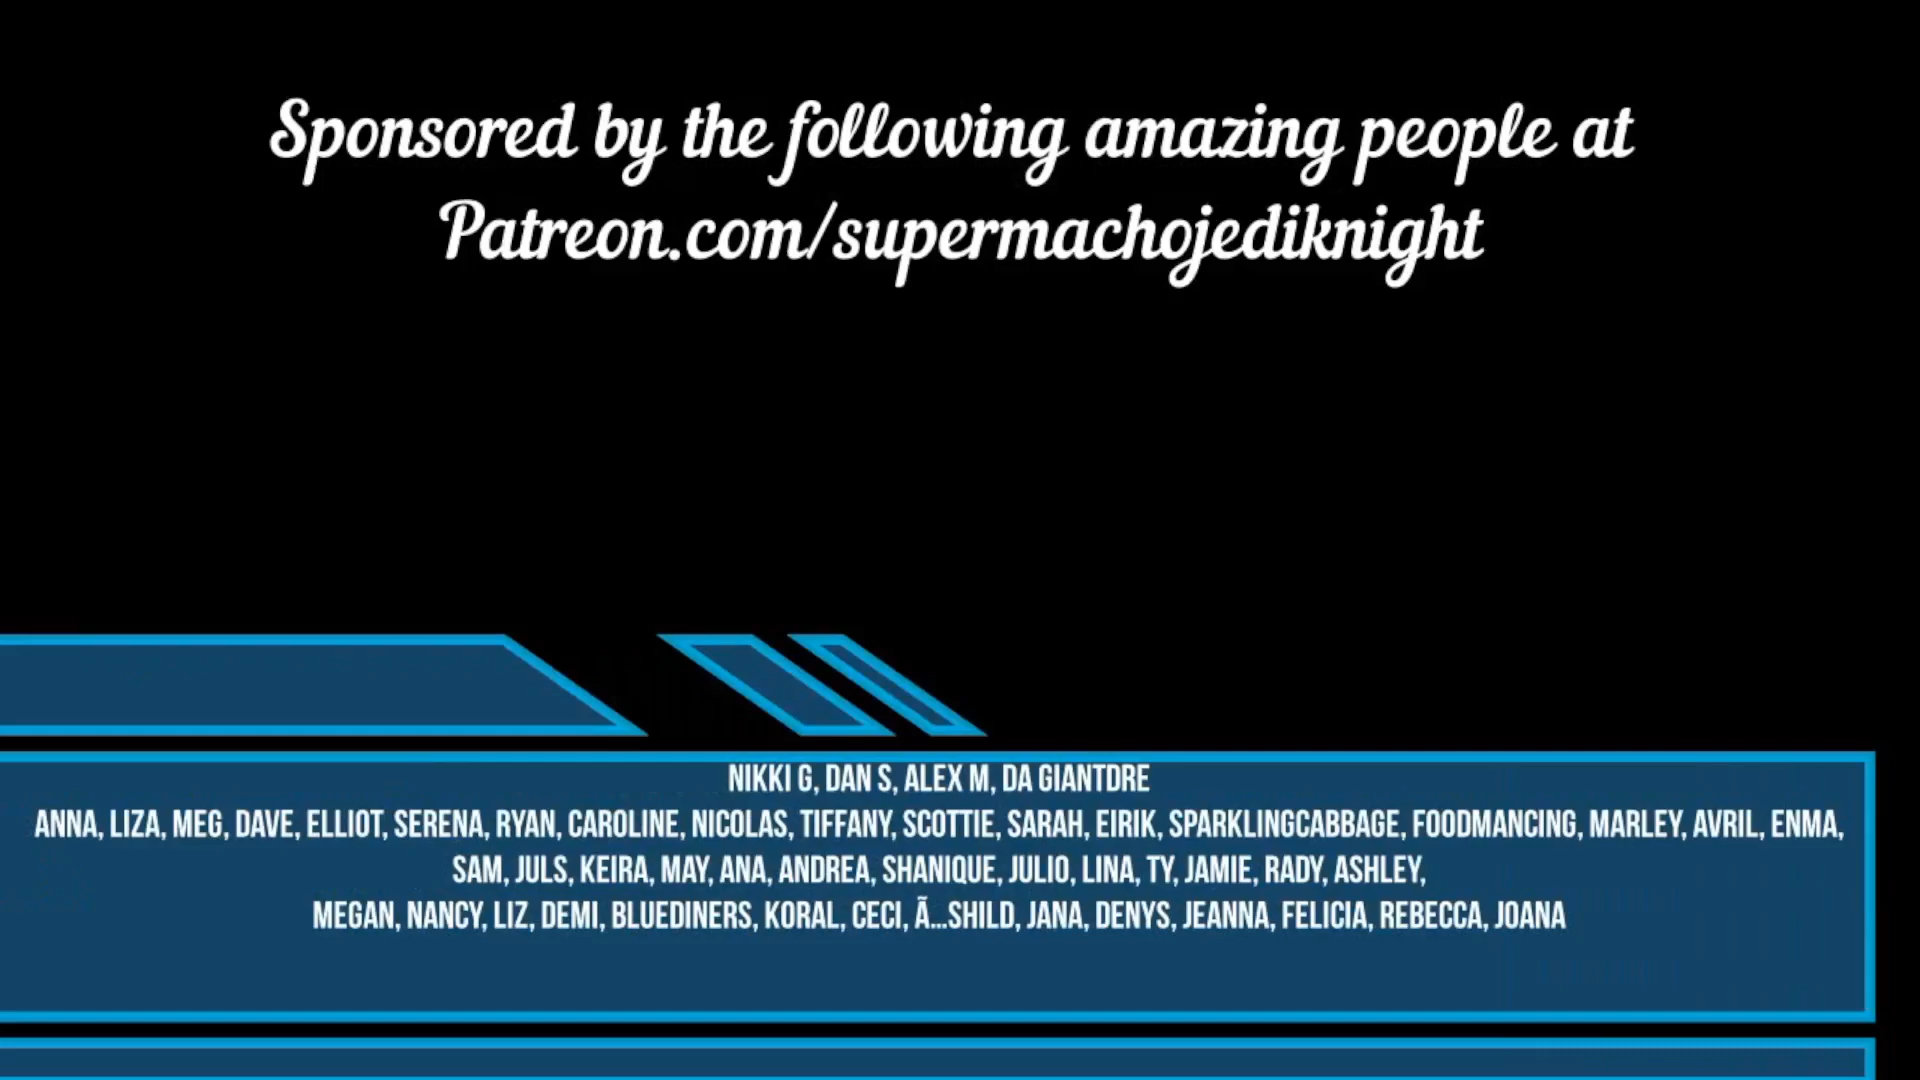 Sponsored by the following amazing people at
Patreon.com/supermachojediknight
NIKKI G, DAN S, ALEX M, DA GIANTDRE
ANNA, LIZA, MEG, DAVE, ELLIOT, SERENA, RYAN, CAROLINE, NICOLAS, TIFFANY, SCOTTIE, SARAH, EIRIK, SPARKLINGCABBAGE, FOODMANCING, MARLEY, AVRIL, ENMA,
SAM, JULS, KEIRA, MAY, ANA, ANDREA, SHANIQUE, JULIO, LINA, TY, JAMIE, RADY, ASHLEY,
MEGAN, NANCY, LIZ, DEMI, BLUEDINERS, KORAL, CECI, Ã…SHILD, JANA, DENYS, JEANNA, FELICIA, REBECCA, JOANA